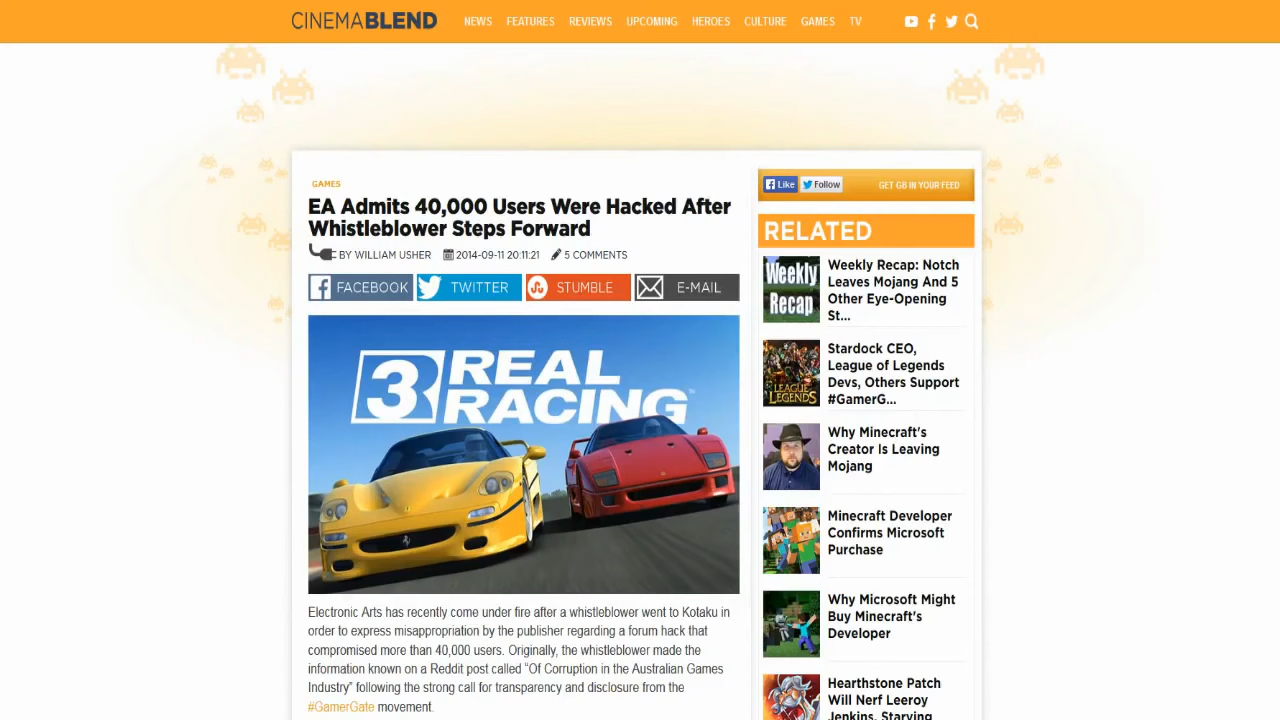 CINEMABLEND
NEWS FEATURES REVIEWS UPCOMING HEROES CULTURE GAMES TV
GAMES
EA Admits 40,000 Users Were Hacked After
Whistleblower Steps Forward
BY WILLIAM USHER 2014-09-11 20:11:21 5 COMMENTS
FACEBOOK TWITTER STUMBLE E-MAIL
3 REAL
RACING
Electronic Arts has recently come under fire after a whistleblower went to Kotaku in
order to express misappropriation by the publisher regarding a forum hack that
compromised more than 40,000 users. Originally, the whistleblower made the
information known on a Reddit post called “Of Corruption in the Australian Games
Industry” following the strong call for transparency and disclosure from the
#GamerGate movement.
Like Follow GET GB IN YOUR FEED
RELATED
Weekly
Recap
Weekly Recap: Notch
Leaves Mojang And 5
Other Eye-Opening
St...
LEAGUE
LEGENDS
Stardock CEO,
League of Legends
Devs, Others Support
#GamerG...
Why Minecraft's
Creator Is Leaving
Mojang
Minecraft Developer
Confirms Microsoft
Purchase
Why Microsoft Might
Buy Minecraft's
Developer
Hearthstone Patch
Will Nerf Leeroy
Jenkins, Starving